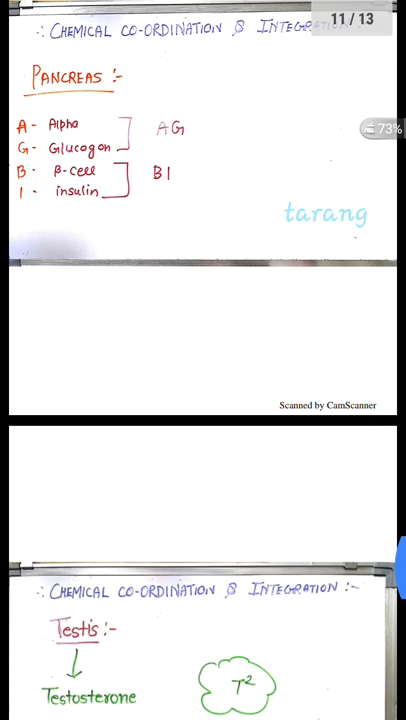 ∴ CHEMICAL CO-ORDINATION & INTEGR
11 / 13
PANCREAS :-
73%
A - Alpha
G - Glucogon
AG
B - β-cell
I - insulin
BI
tarang
Scanned by CamScanner
∴ CHEMICAL CO-ORDINATION & INTEGRATION :-
Testis :-
Testosterone
T²